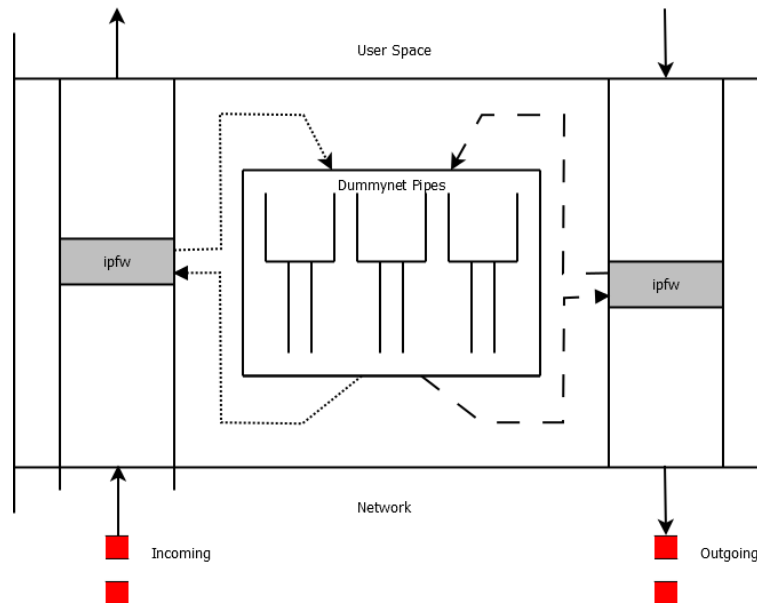 User Space
Dummynet Pipes
ipfw
ipfw
Network
Incoming
Outgoing